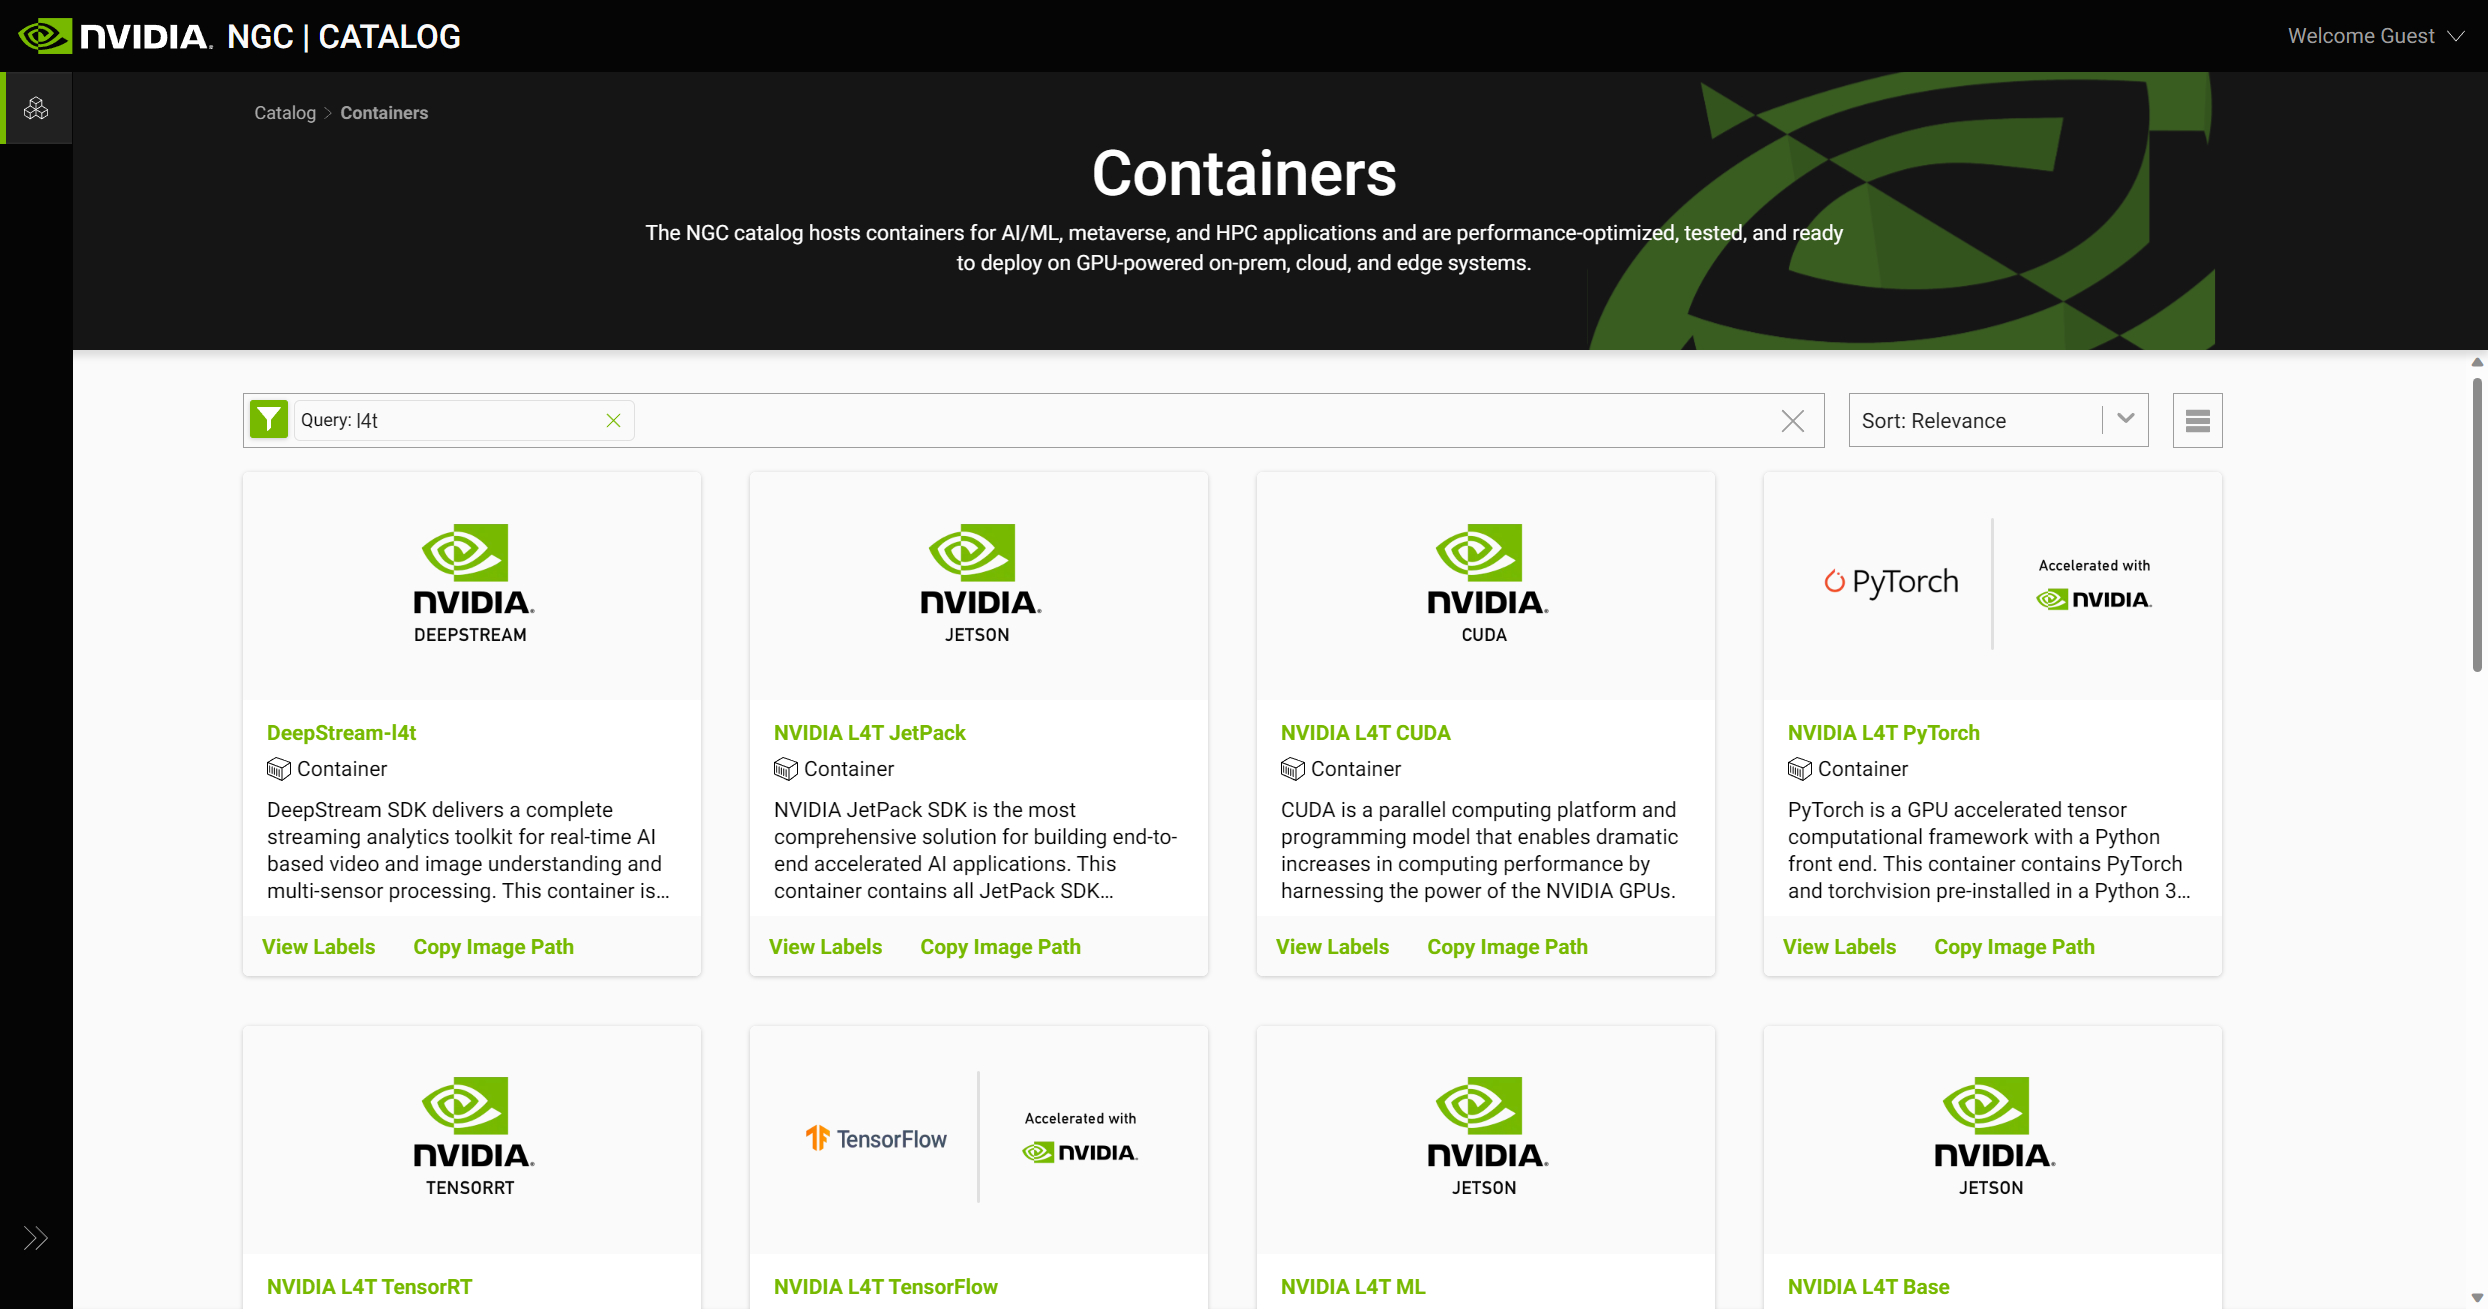 NVIDIA. NGC | CATALOG
Welcome Guest
Catalog > Containers
Containers
The NGC catalog hosts containers for AI/ML, metaverse, and HPC applications and are performance-optimized, tested, and ready
to deploy on GPU-powered on-prem, cloud, and edge systems.
Query: l4t
Sort: Relevance
NVIDIA.
DEEPSTREAM
DeepStream-l4t
Container
DeepStream SDK delivers a complete
streaming analytics toolkit for real-time AI
based video and image understanding and
multi-sensor processing. This container is...
View Labels Copy Image Path
NVIDIA.
JETSON
NVIDIA L4T JetPack
Container
NVIDIA JetPack SDK is the most
comprehensive solution for building end-to-
end accelerated AI applications. This
container contains all JetPack SDK...
View Labels Copy Image Path
NVIDIA.
CUDA
NVIDIA L4T CUDA
Container
CUDA is a parallel computing platform and
programming model that enables dramatic
increases in computing performance by
harnessing the power of the NVIDIA GPUs.
View Labels Copy Image Path
PyTorch
Accelerated with
NVIDIA.
NVIDIA L4T PyTorch
Container
PyTorch is a GPU accelerated tensor
computational framework with a Python
front end. This container contains PyTorch
and torchvision pre-installed in a Python 3...
View Labels Copy Image Path
NVIDIA.
TENSORRT
NVIDIA L4T TensorRT
TensorFlow
Accelerated with
NVIDIA.
NVIDIA L4T TensorFlow
NVIDIA.
JETSON
NVIDIA L4T ML
NVIDIA.
JETSON
NVIDIA L4T Base